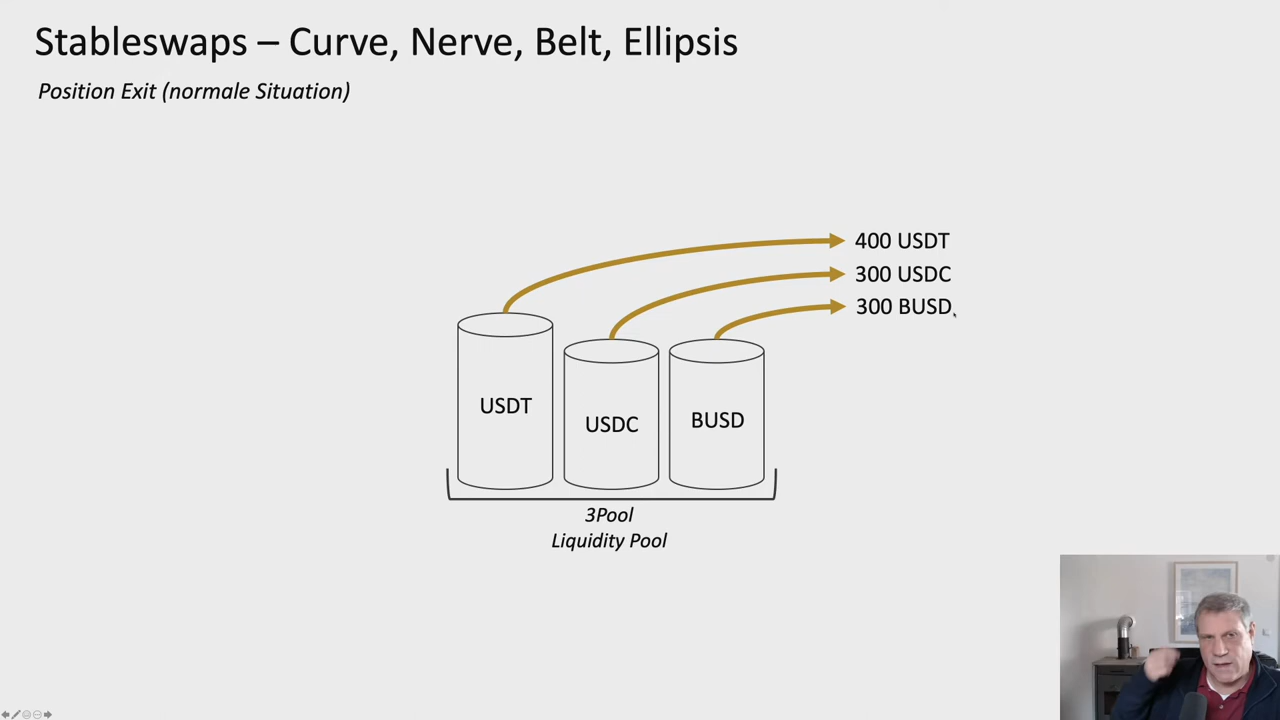 Stableswaps – Curve, Nerve, Belt, Ellipsis
Position Exit (normale Situation)
400 USDT
300 USDC
300 BUSD
USDT
USDC
BUSD
3Pool
Liquidity Pool